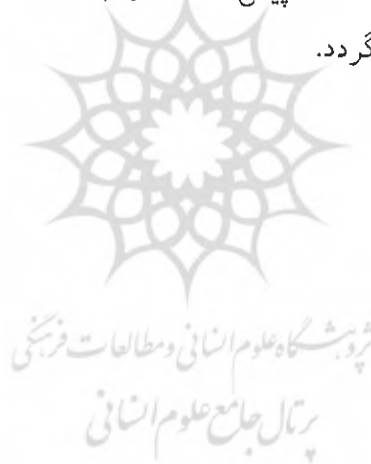 گردد.
پژوهشگاه علوم انسانی و مطالعات فرهنگی
پرتال جامع علوم انسانی